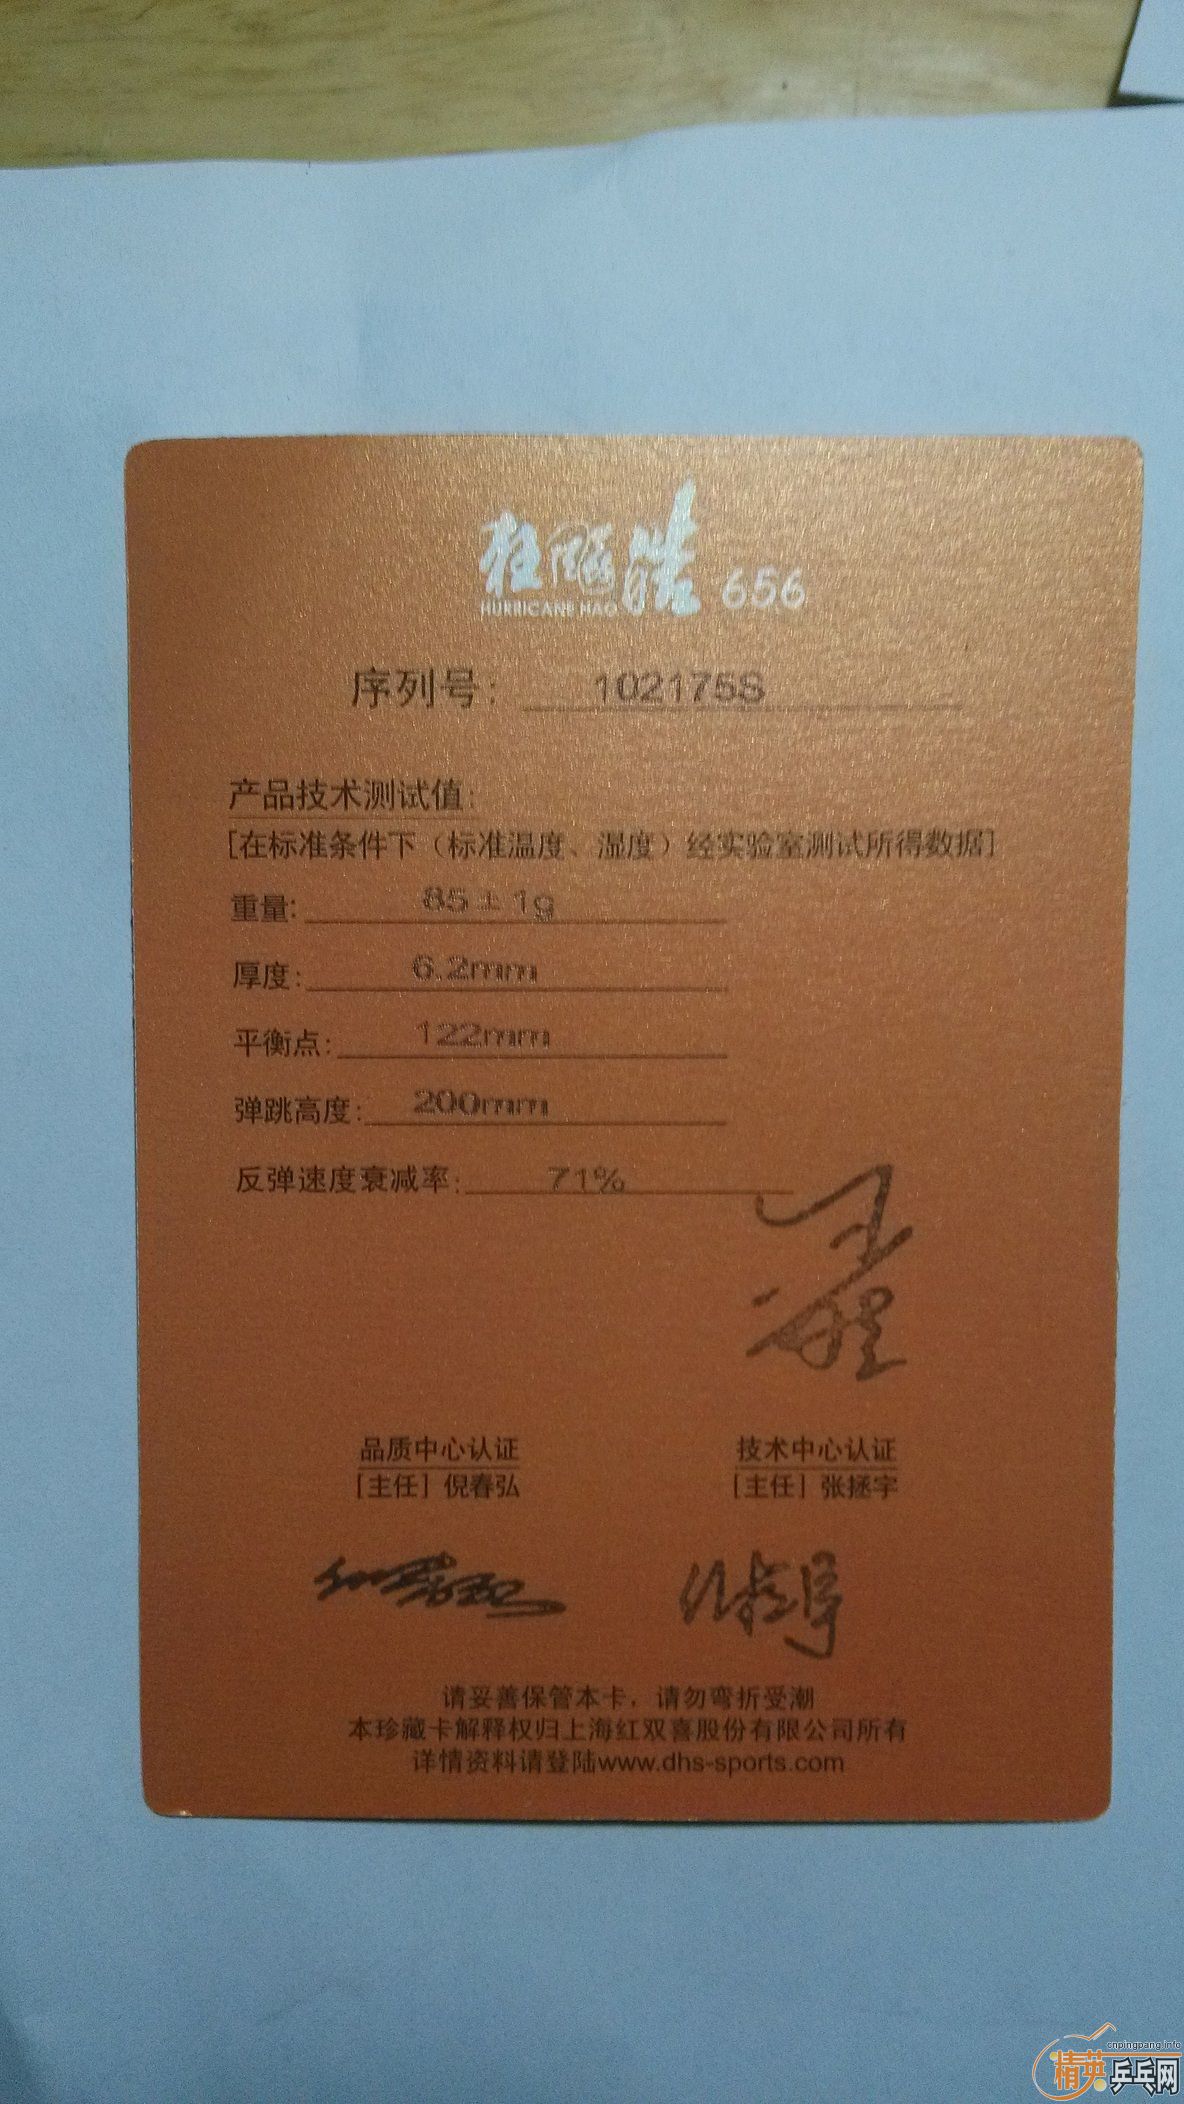 狂飚皓 656
HURRICANE HAO
序列号: 102175S
产品技术测试值:
[在标准条件下（标准温度、湿度）经实验室测试所得数据]
重量: 85±1g
厚度: 6.2mm
平衡点: 122mm
弹跳高度: 200mm
反弹速度衰减率: 71%
王皓
品质中心认证 技术中心认证
[主任] 倪春弘 [主任] 张拯宇
请妥善保管本卡，请勿弯折受潮
本珍藏卡解释权归上海红双喜股份有限公司所有
详情资料请登陆www.dhs-sports.com
cnpingpang.info
精英乒乓网